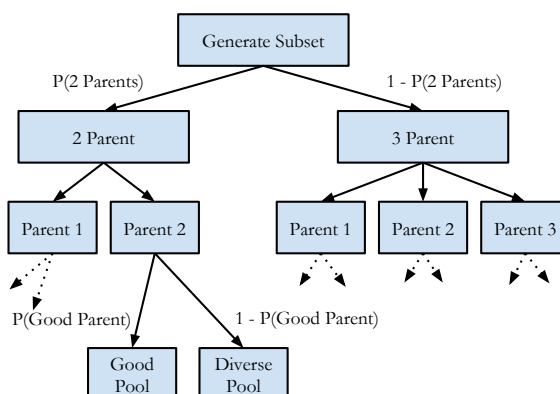 Generate Subset
P(2 Parents)
1 - P(2 Parents)
2 Parent
3 Parent
Parent 1
Parent 2
Parent 1
Parent 2
Parent 3
P(Good Parent)
1 - P(Good Parent)
Good
Pool
Diverse
Pool